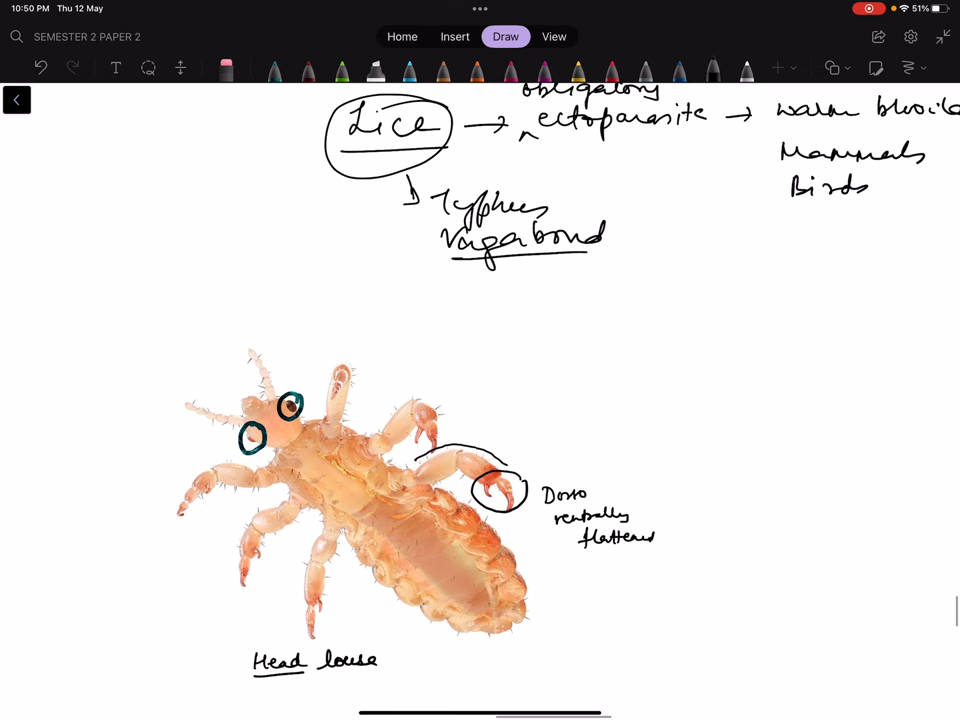 10:50 PM Thu 12 May
51%
SEMESTER 2 PAPER 2
Home Insert Draw View
obligatory
Lice → ectoparasite → warm bloode
Mammals
Birds
Typhus
Vagabond
Dorso
ventrally
flattened
Head louse